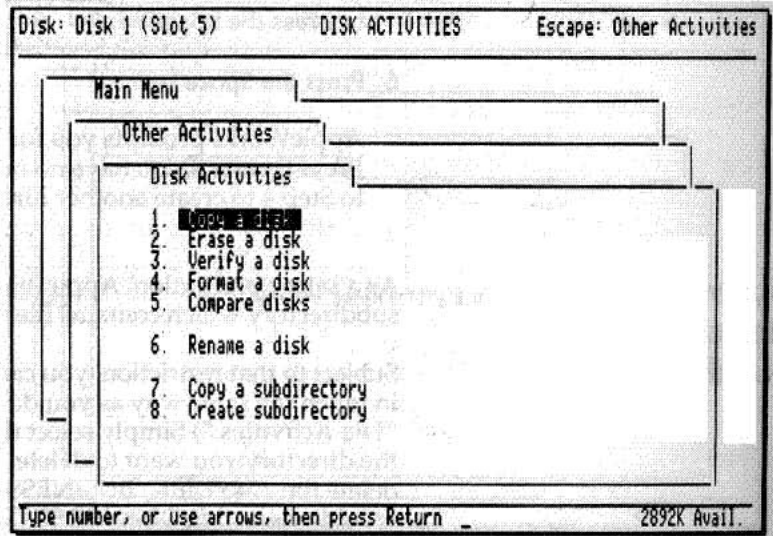 Disk: Disk 1 (Slot 5) DISK ACTIVITIES Escape: Other Activities
Main Menu
Other Activities
Disk Activities
1. Copy a disk
2. Erase a disk
3. Verify a disk
4. Format a disk
5. Compare disks
6. Rename a disk
7. Copy a subdirectory
8. Create subdirectory
Type number, or use arrows, then press Return _ 2892K Avail.